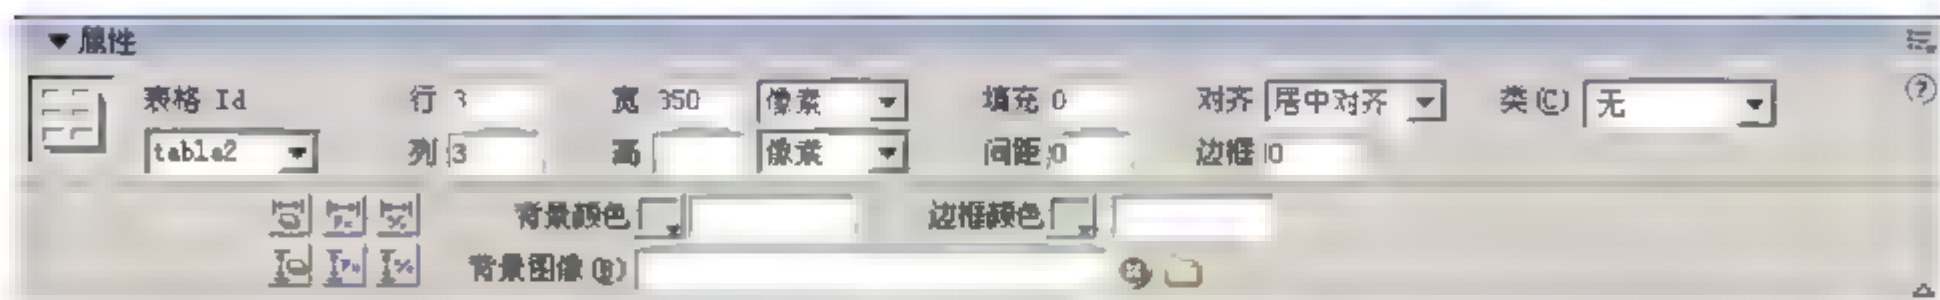 属性
表格 Id 行 3 宽 350 像素 填充 0 对齐 居中对齐 类(C) 无
table2 列 3 高 像素 间距 0 边框 0
背景颜色 边框颜色
背景图像(B)